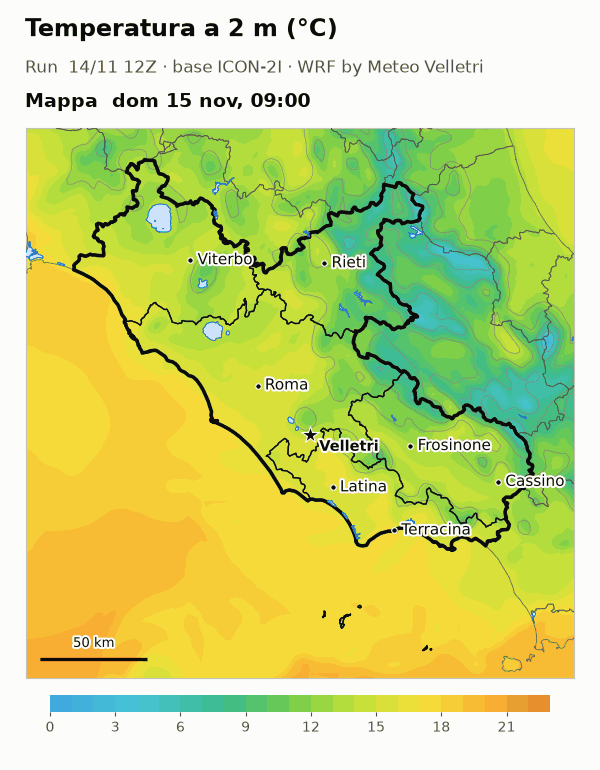 Temperatura a 2 m (°C)
Run  14/11 12Z · base ICON-2I · WRF by Meteo Velletri
Mappa  dom 15 nov, 09:00
Viterbo
Rieti
Roma
Velletri
Frosinone
Cassino
Latina
Terracina
50 km
0 3 6 9 12 15 18 21